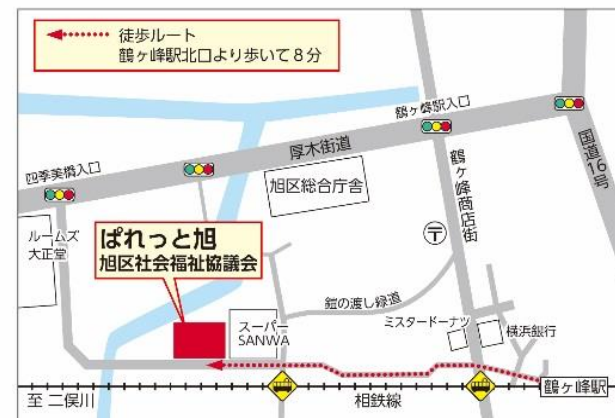 徒歩ルート
鶴ヶ峰駅北口より歩いて8分
鶴ヶ峰駅入口
厚木街道
国道16号
四季美橋入口
旭区総合庁舎
鶴ヶ峰商店街
ルームズ
大正堂
ぱれっと旭
旭区社会福祉協議会
〒
鎧の渡し緑道
スーパー
SANWA
ミスタードーナツ
横浜銀行
至 二俣川
相鉄線
鶴ヶ峰駅